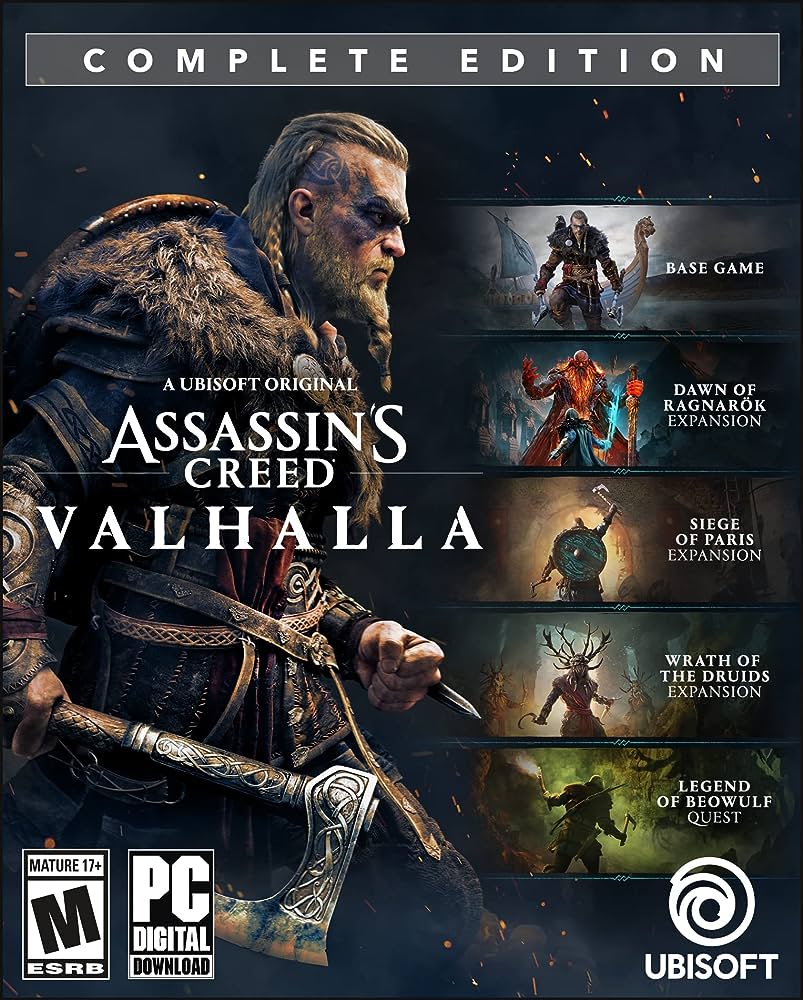 COMPLETE EDITION
A UBISOFT ORIGINAL
ASSASSIN'S
CREED
VALHALLA
BASE GAME
DAWN OF
RAGNARÖK
EXPANSION
SIEGE
OF PARIS
EXPANSION
WRATH OF
THE DRUIDS
EXPANSION
LEGEND
OF BEOWULF
QUEST
MATURE 17+
M
ESRB
PC
DIGITAL
DOWNLOAD
UBISOFT